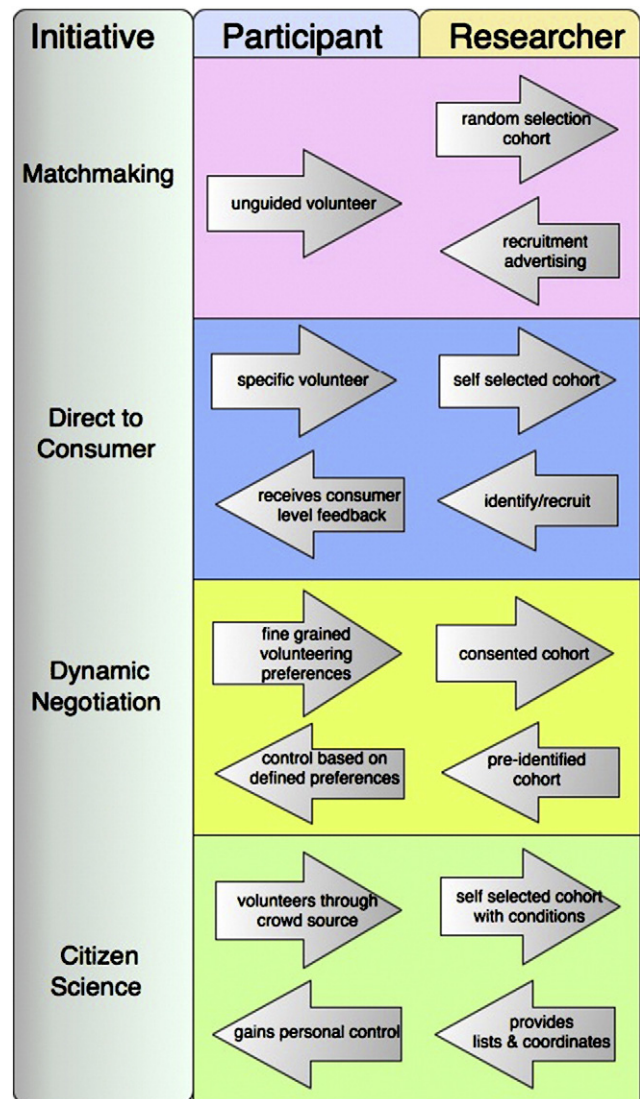 Initiative
Participant
Researcher
Matchmaking
unguided volunteer
random selection
cohort
recruitment
advertising
Direct to
Consumer
specific volunteer
self selected cohort
receives consumer
level feedback
identify/recruit
Dynamic
Negotiation
fine grained
volunteering
preferences
consented cohort
control based on
defined preferences
pre-identified
cohort
Citizen
Science
volunteers through
crowd source
self selected cohort
with conditions
gains personal control
provides
lists & coordinates